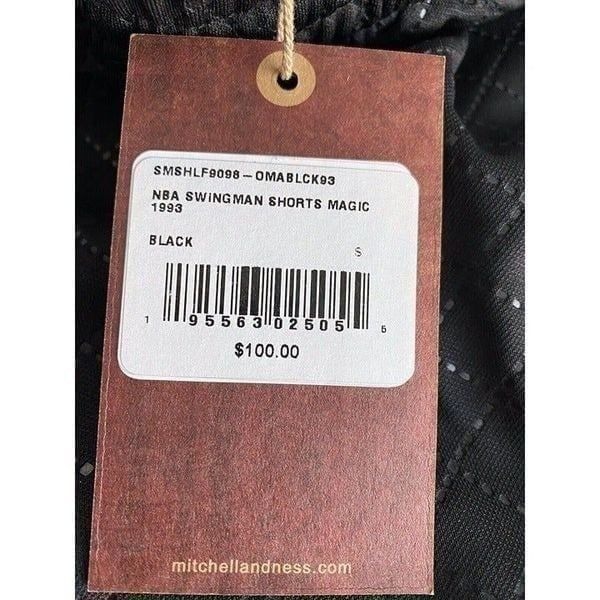 SMSHLF9098-OMABLCK93
NBA SWINGMAN SHORTS MAGIC
1993
BLACK
S
1 95563 02505 5
$100.00
mitchellandness.com